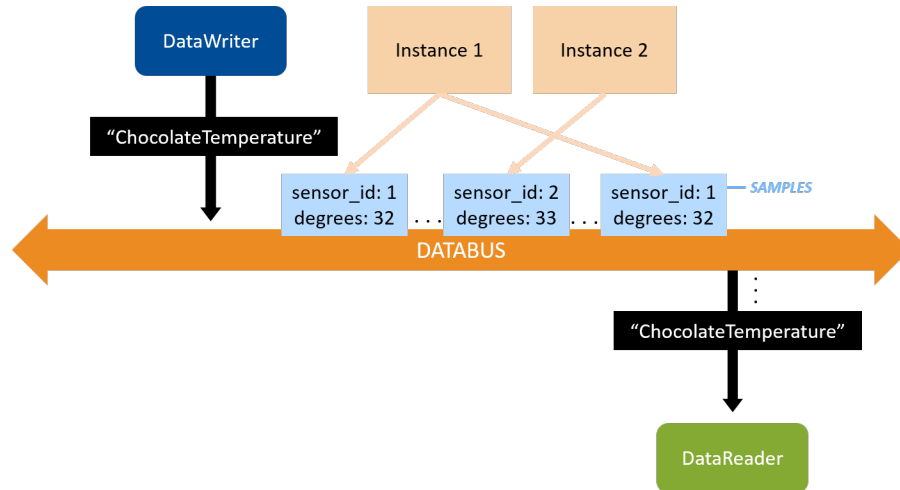 DataWriter
Instance 1
Instance 2
“ChocolateTemperature”
sensor_id: 1
degrees: 32
. . .
sensor_id: 2
degrees: 33
. . .
sensor_id: 1
degrees: 32
SAMPLES
DATABUS
“ChocolateTemperature”
DataReader